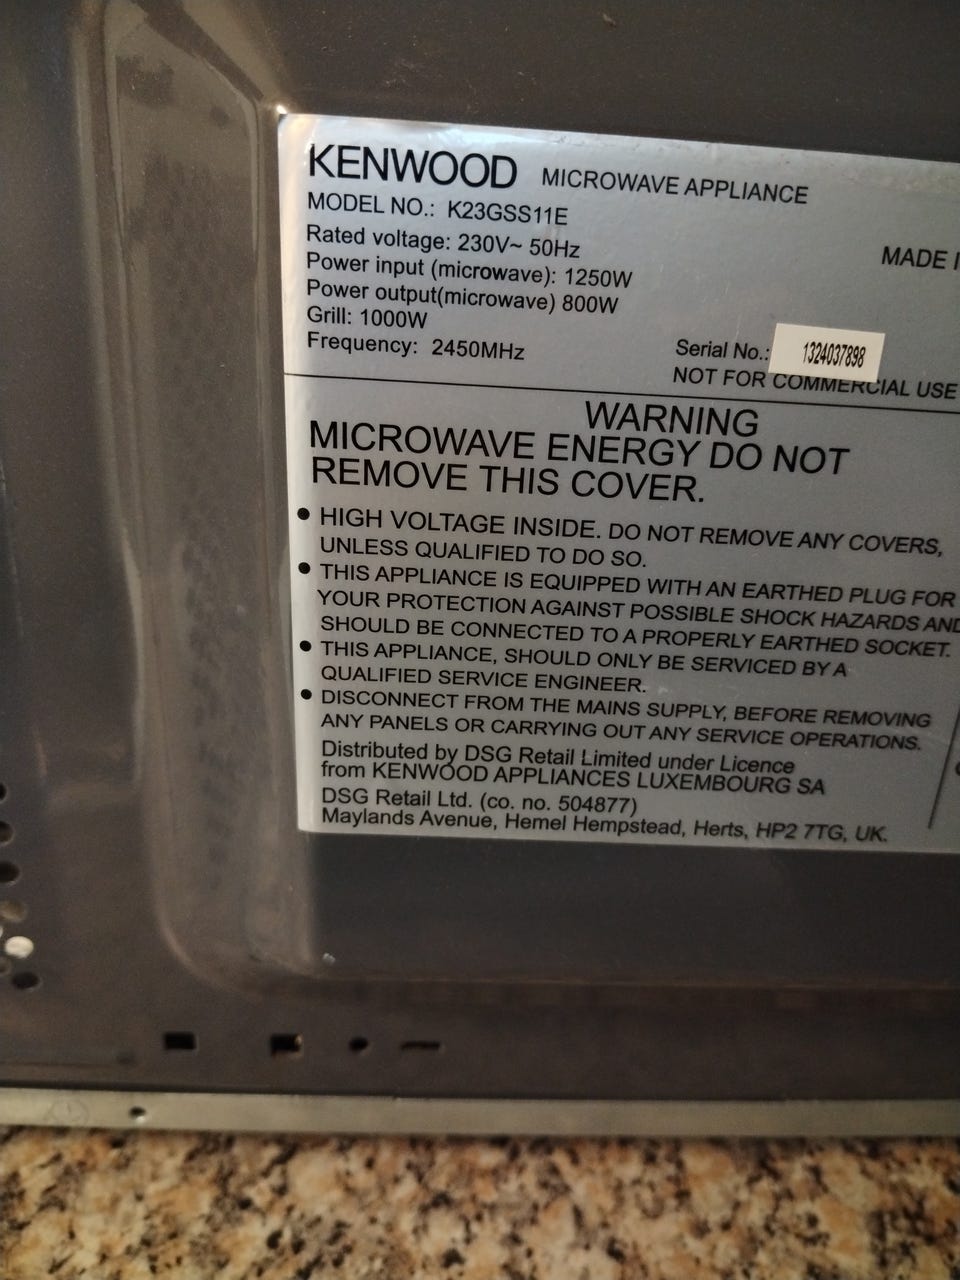 KENWOOD MICROWAVE APPLIANCE
MODEL NO.: K23GSS11E
Rated voltage: 230V~ 50Hz
MADE
Power input (microwave): 1250W
Power output(microwave) 800W
Grill: 1000W
Frequency: 2450MHz
Serial No.: 1324037898
NOT FOR COMMERCIAL USE
WARNING
MICROWAVE ENERGY DO NOT
REMOVE THIS COVER.
• HIGH VOLTAGE INSIDE. DO NOT REMOVE ANY COVERS,
UNLESS QUALIFIED TO DO SO.
• THIS APPLIANCE IS EQUIPPED WITH AN EARTHED PLUG FOR
YOUR PROTECTION AGAINST POSSIBLE SHOCK HAZARDS AND
SHOULD BE CONNECTED TO A PROPERLY EARTHED SOCKET.
• THIS APPLIANCE, SHOULD ONLY BE SERVICED BY A
QUALIFIED SERVICE ENGINEER.
• DISCONNECT FROM THE MAINS SUPPLY, BEFORE REMOVING
ANY PANELS OR CARRYING OUT ANY SERVICE OPERATIONS.
Distributed by DSG Retail Limited under Licence
from KENWOOD APPLIANCES LUXEMBOURG SA
DSG Retail Ltd. (co. no. 504877)
Maylands Avenue, Hemel Hempstead, Herts, HP2 7TG, UK.